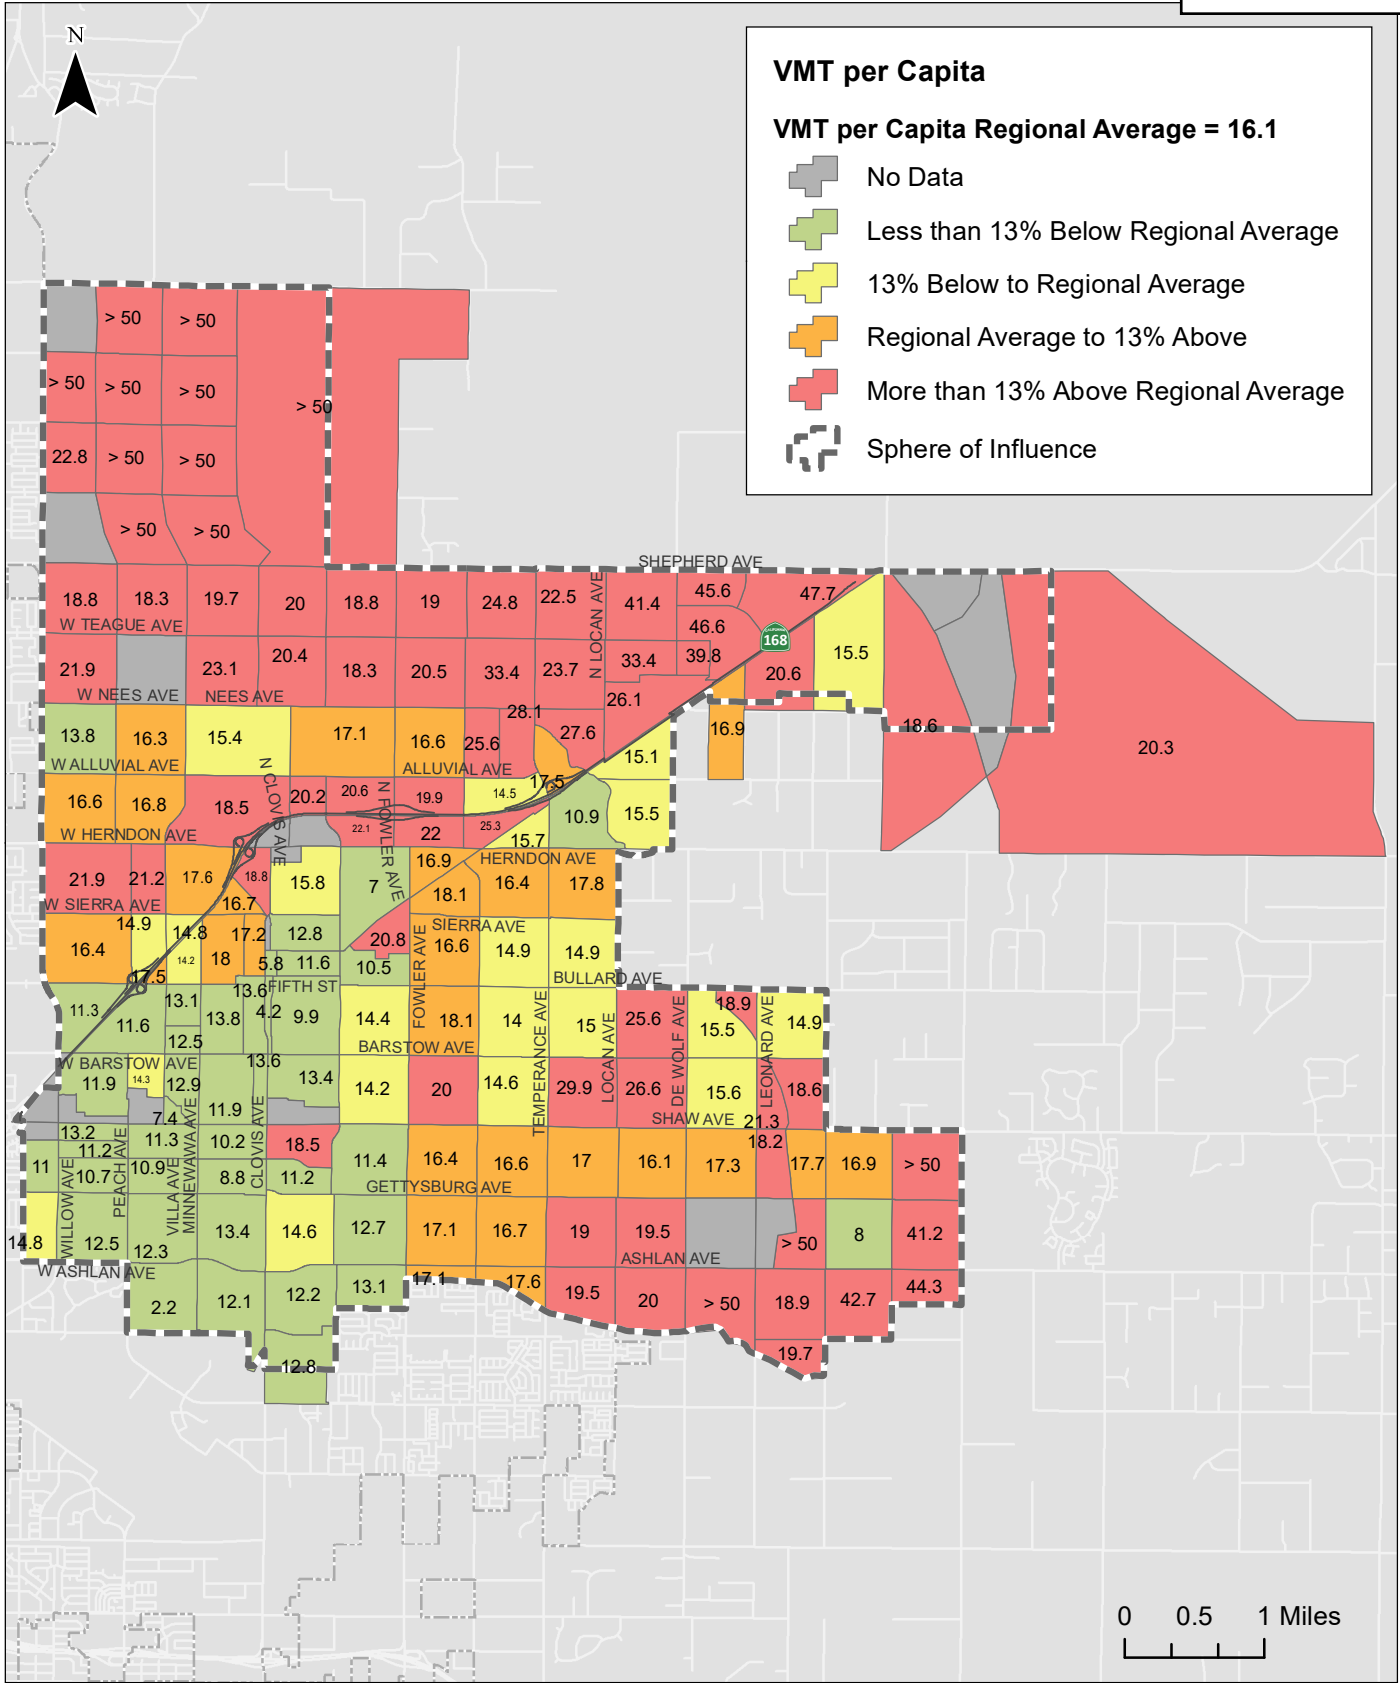 N
VMT per Capita
VMT per Capita Regional Average = 16.1
No Data
Less than 13% Below Regional Average
13% Below to Regional Average
Regional Average to 13% Above
More than 13% Above Regional Average
Sphere of Influence
> 50 > 50
> 50 > 50 > 50 > 50
22.8 > 50 > 50
> 50 > 50
SHEPHERD AVE
18.8 18.3 19.7 20 18.8 19 24.8 22.5 41.4 45.6 47.7
W TEAGUE AVE
N LOCAN AVE
46.6
CALIFORNIA
168
21.9 23.1 20.4 18.3 20.5 33.4 23.7 33.4 39.8 20.6 15.5
W NEES AVE NEES AVE
26.1
28.1
13.8 16.3 15.4 17.1 16.6 25.6 27.6 16.9 18.6
15.1 20.3
W ALLUVIAL AVE ALLUVIAL AVE
N CLOVIS AVE
N FOWLER AVE
16.6 16.8 18.5 20.2 20.6 19.9 14.5 17.5
10.9 15.5
W HERNDON AVE
22.1 22 25.3 15.7
HERNDON AVE
21.9 21.2 17.6 18.8 15.8 7 16.9 16.4 17.8
W SIERRA AVE
16.7 18.1
14.9 14.8 17.2 12.8 20.8
SIERRA AVE
16.4 14.2 18 5.8 11.6 10.5 16.6 14.9 14.9
FOWLER AVE
17.5
BULLARD AVE
13.6 FIFTH ST
11.3 13.1 13.8 4.2 9.9 14.4 18.1 14 15 25.6 18.9
11.6 15.5 14.9
12.5
TEMPERANCE AVE
LOCAN AVE
DE WOLF AVE
LEONARD AVE
BARSTOW AVE
W BARSTOW AVE 13.6
11.9 14.3 12.9 13.4 14.2 20 14.6 29.9 26.6 15.6 18.6
7.4 11.9
SHAW AVE 21.3
13.2 11.3 10.2 18.5 18.2
11.2
11 10.7 10.9 8.8 11.2 11.4 16.4 16.6 17 16.1 17.3 17.7 16.9 > 50
WILLOW AVE
PEACH AVE
VILLA AVE
MINNEWAWA AVE
CLOVIS AVE
GETTYSBURG AVE
14.8 12.5 12.3 13.4 14.6 12.7 17.1 16.7 19 19.5 > 50 8 41.2
ASHLAN AVE
W ASHLAN AVE
2.2 12.1 12.2 13.1 17.1 17.6 19.5 20 > 50 18.9 42.7 44.3
12.8 19.7
0 0.5 1 Miles